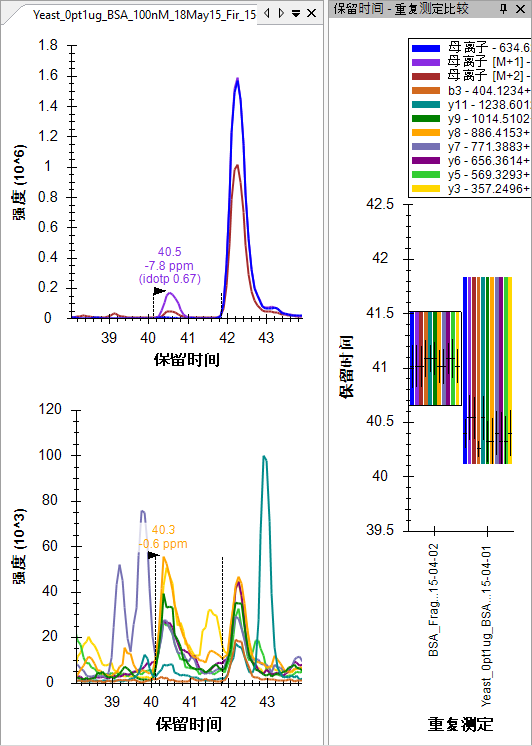 Yeast_0pt1ug_BSA_100nM_18May15_Fir_15
1.8
1.6
1.4
1.2
1
0.8
0.6
0.4
0.2
0
强度 (10^6)
40.5
-7.8 ppm
(idotp 0.67)
39 40 41 42 43
保留时间
120
100
80
60
40
20
0
强度 (10^3)
40.3
-0.6 ppm
39 40 41 42 43
保留时间
保留时间 - 重复测定比较
母离子 - 634.6
母离子 [M+1] -
母离子 [M+2] -
b3 - 404.1234+
y11 - 1238.601
y9 - 1014.5102
y8 - 886.4153+
y7 - 771.3883+
y6 - 656.3614+
y5 - 569.3293+
y3 - 357.2496+
42.5
42
41.5
41
40.5
40
39.5
保留时间
BSA_Frag...15-04-02
Yeast_0pt1ug_BSA...15-04-01
重复测定